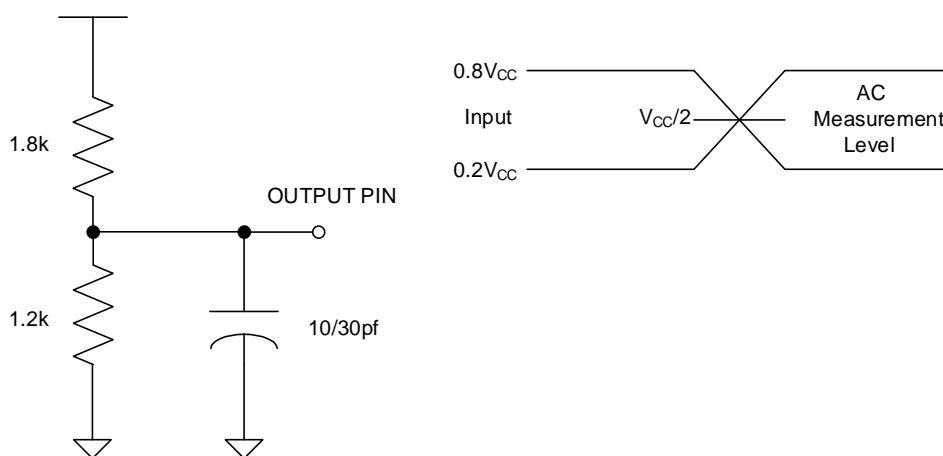 1.8k
OUTPUT PIN
1.2k
10/30pf
0.8VCC
Input
VCC/2
0.2VCC
AC
Measurement
Level